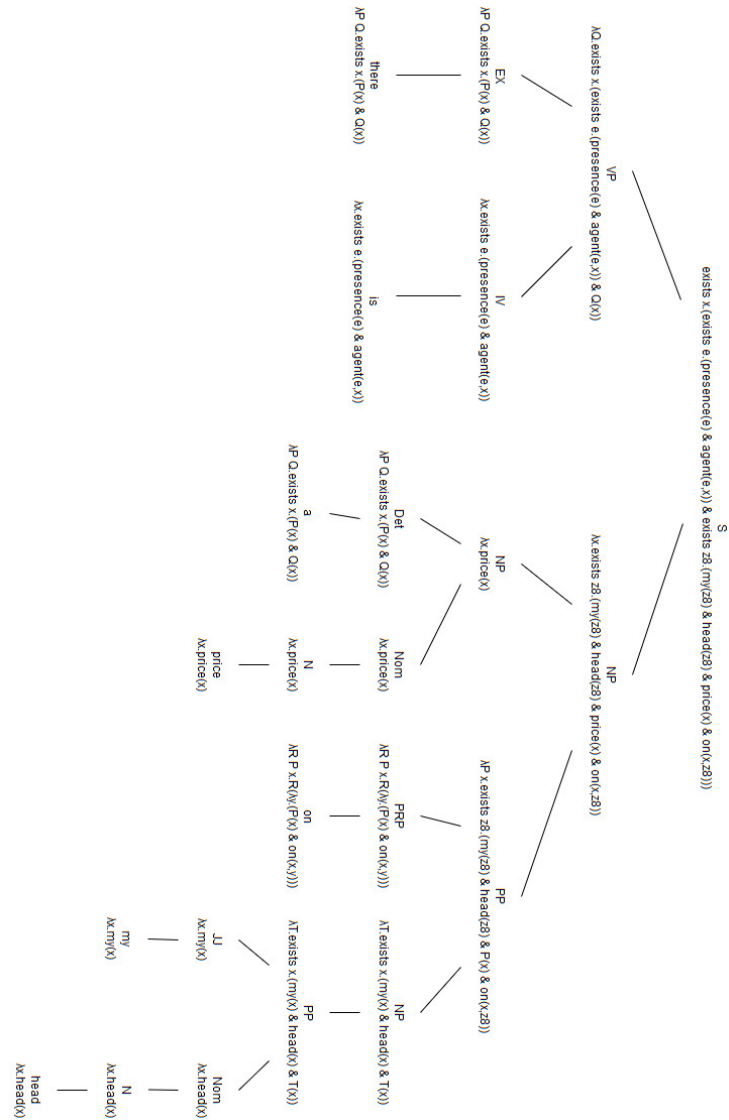 S
exists x.(exists e.(presence(e) & agent(e,x)) & exists z8.(my(z8) & head(z8) & price(x) & on(x,z8)))
VP
λQ.exists x.(exists e.(presence(e) & agent(e,x)) & Q(x))
NP
λx.exists z8.(my(z8) & head(z8) & price(x) & on(x,z8))
EX
λP Q.exists x.(P(x) & Q(x))
IV
λx.exists e.(presence(e) & agent(e,x))
NP
λx.price(x)
PP
λP x.exists z8.(my(z8) & head(z8) & P(x) & on(x,z8))
there
λP Q.exists x.(P(x) & Q(x))
is
λx.exists e.(presence(e) & agent(e,x))
Det
λP Q.exists x.(P(x) & Q(x))
Nom
λx.price(x)
PRP
λR P x.R(λy.(P(x) & on(x,y)))
NP
λT.exists x.(my(x) & head(x) & T(x))
a
λP Q.exists x.(P(x) & Q(x))
N
λx.price(x)
on
λR P x.R(λy.(P(x) & on(x,y)))
PP
λT.exists x.(my(x) & head(x) & T(x))
price
λx.price(x)
JJ
λx.my(x)
Nom
λx.head(x)
my
λx.my(x)
N
λx.head(x)
head
λx.head(x)